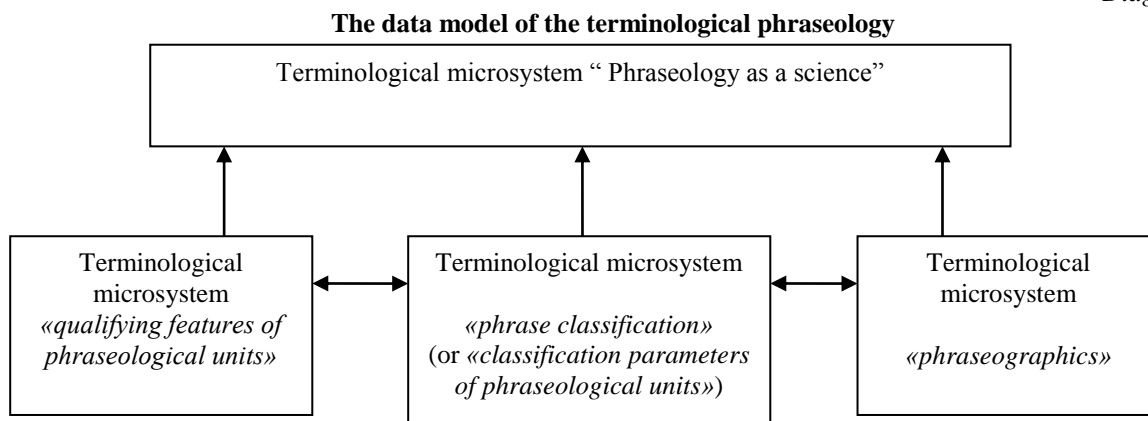 The data model of the terminological phraseology
Terminological microsystem “ Phraseology as a science”
Terminological
microsystem
«qualifying features of
phraseological units»
Terminological microsystem
«phrase classification»
(or «classification parameters
of phraseological units»)
Terminological
microsystem
«phraseographics»